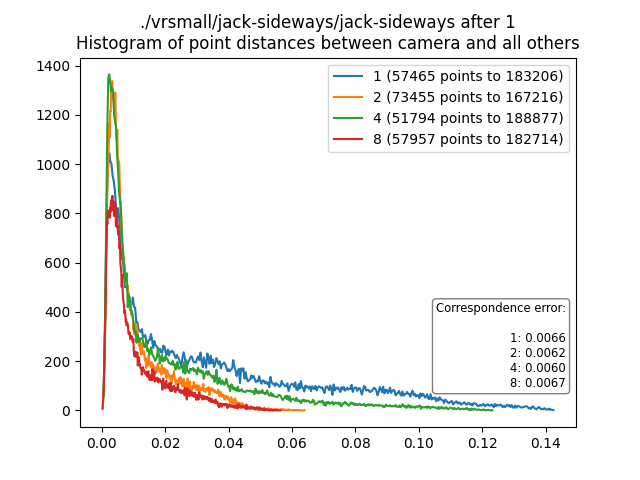 ./vrsmall/jack-sideways/jack-sideways after 1
Histogram of point distances between camera and all others
1400
1200
1000
800
600
400
200
0
1 (57465 points to 183206)
2 (73455 points to 167216)
4 (51794 points to 188877)
8 (57957 points to 182714)
Correspondence error:
1: 0.0066
2: 0.0062
4: 0.0060
8: 0.0067
0.00 0.02 0.04 0.06 0.08 0.10 0.12 0.14